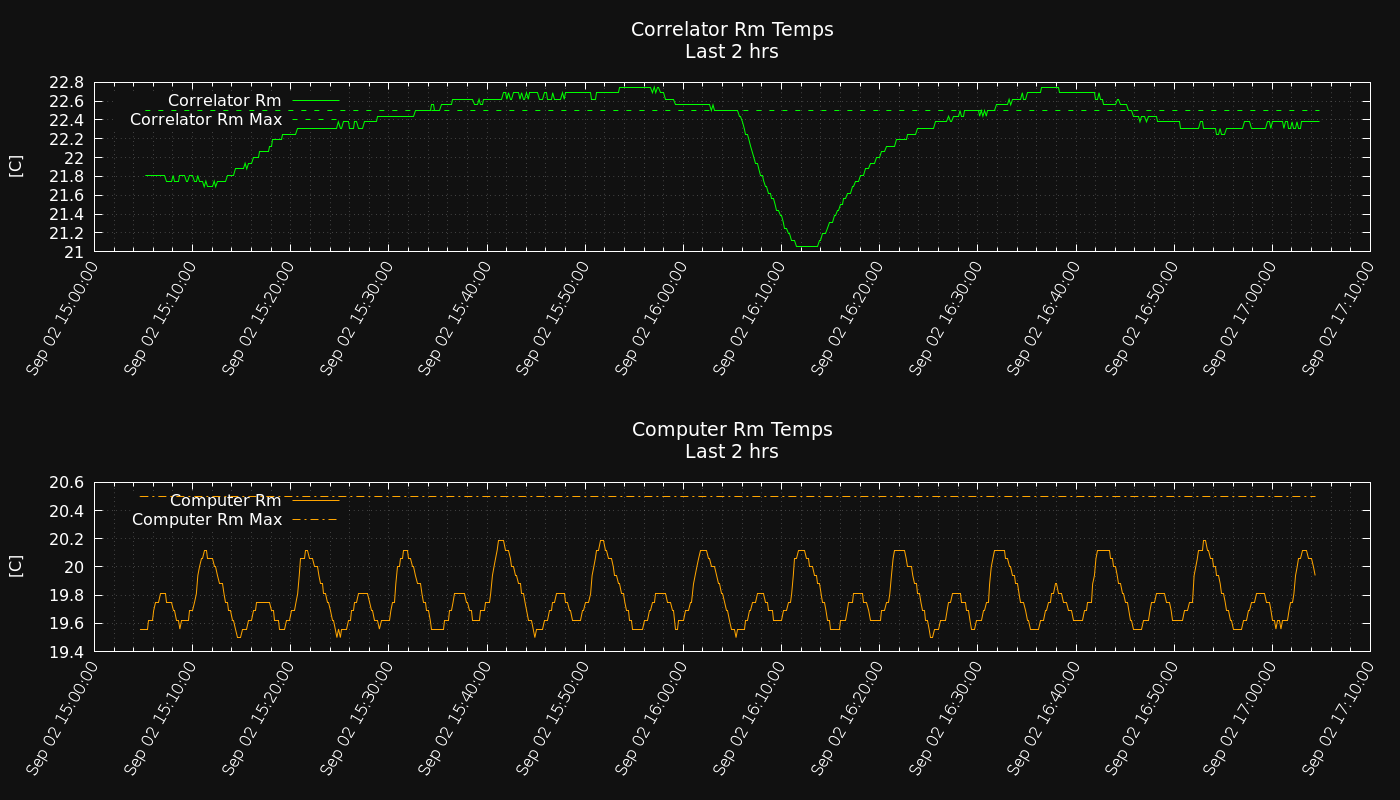 Correlator Rm Temps
Last 2 hrs
[C]
22.8
22.6
22.4
22.2
22
21.8
21.6
21.4
21.2
21
Correlator Rm
Correlator Rm Max
Sep 02 15:00:00
Sep 02 15:10:00
Sep 02 15:20:00
Sep 02 15:30:00
Sep 02 15:40:00
Sep 02 15:50:00
Sep 02 16:00:00
Sep 02 16:10:00
Sep 02 16:20:00
Sep 02 16:30:00
Sep 02 16:40:00
Sep 02 16:50:00
Sep 02 17:00:00
Sep 02 17:10:00
Computer Rm Temps
Last 2 hrs
[C]
20.6
20.4
20.2
20
19.8
19.6
19.4
Computer Rm
Computer Rm Max
Sep 02 15:00:00
Sep 02 15:10:00
Sep 02 15:20:00
Sep 02 15:30:00
Sep 02 15:40:00
Sep 02 15:50:00
Sep 02 16:00:00
Sep 02 16:10:00
Sep 02 16:20:00
Sep 02 16:30:00
Sep 02 16:40:00
Sep 02 16:50:00
Sep 02 17:00:00
Sep 02 17:10:00